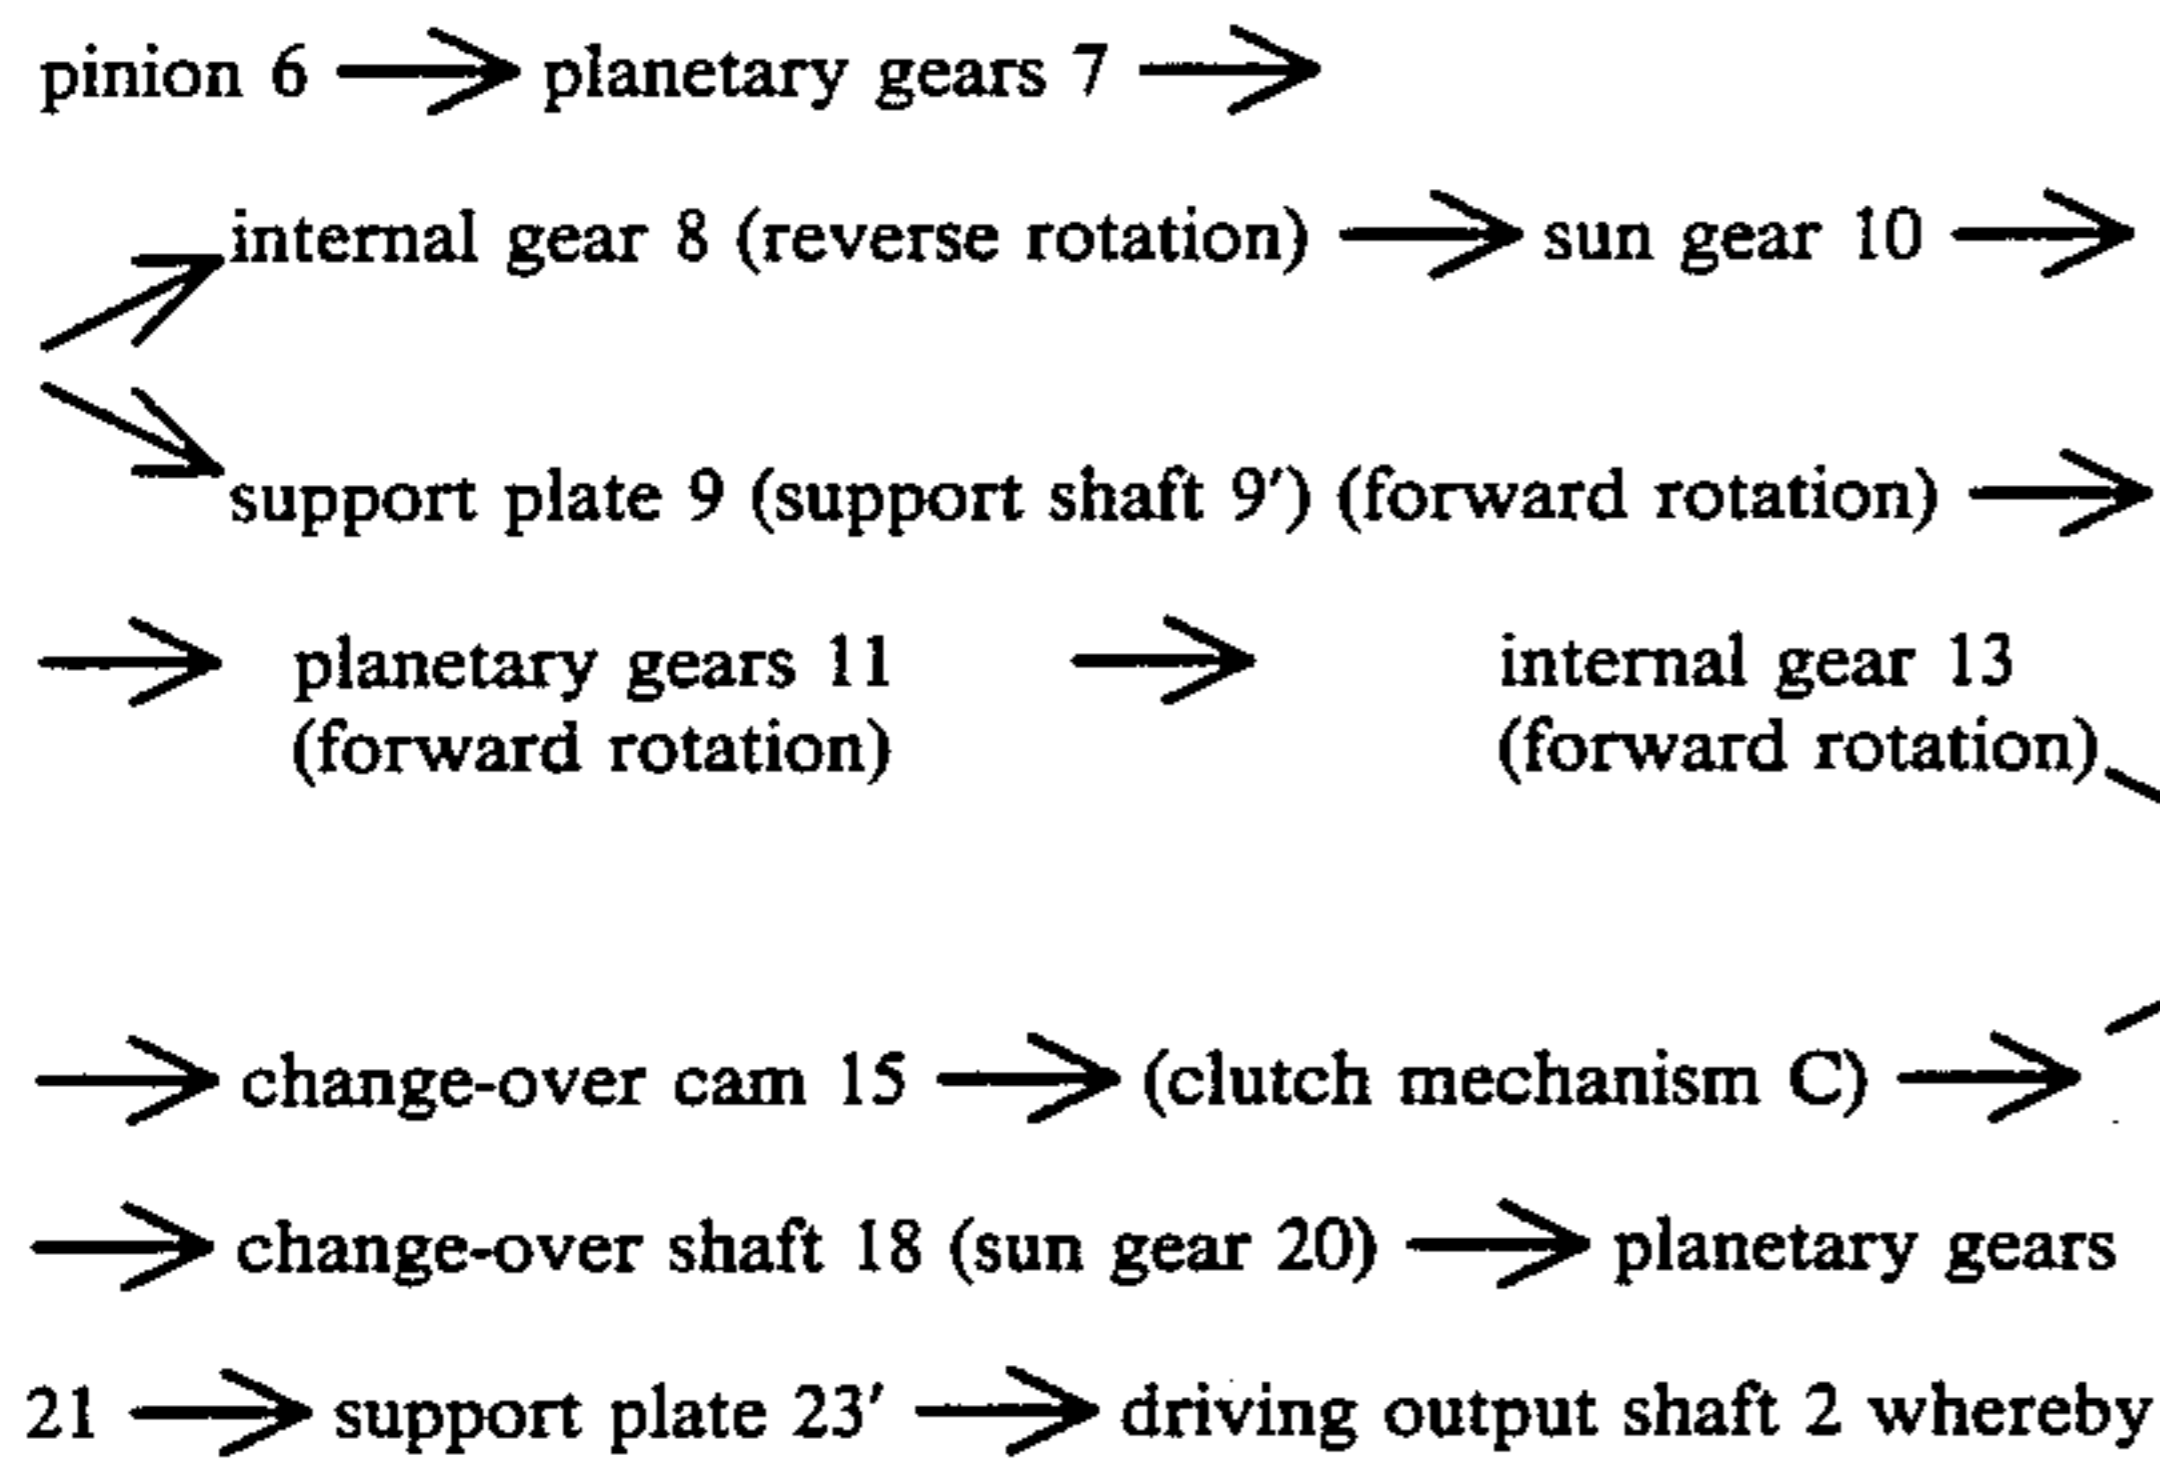 pinion 6 → planetary gears 7 →
internal gear 8 (reverse rotation) → sun gear 10 →
support plate 9 (support shaft 9′) (forward rotation) →
→ planetary gears 11 → internal gear 13
(forward rotation) (forward rotation)
→ change-over cam 15 → (clutch mechanism C) →
→ change-over shaft 18 (sun gear 20) → planetary gears
21 → support plate 23′ → driving output shaft 2 whereby